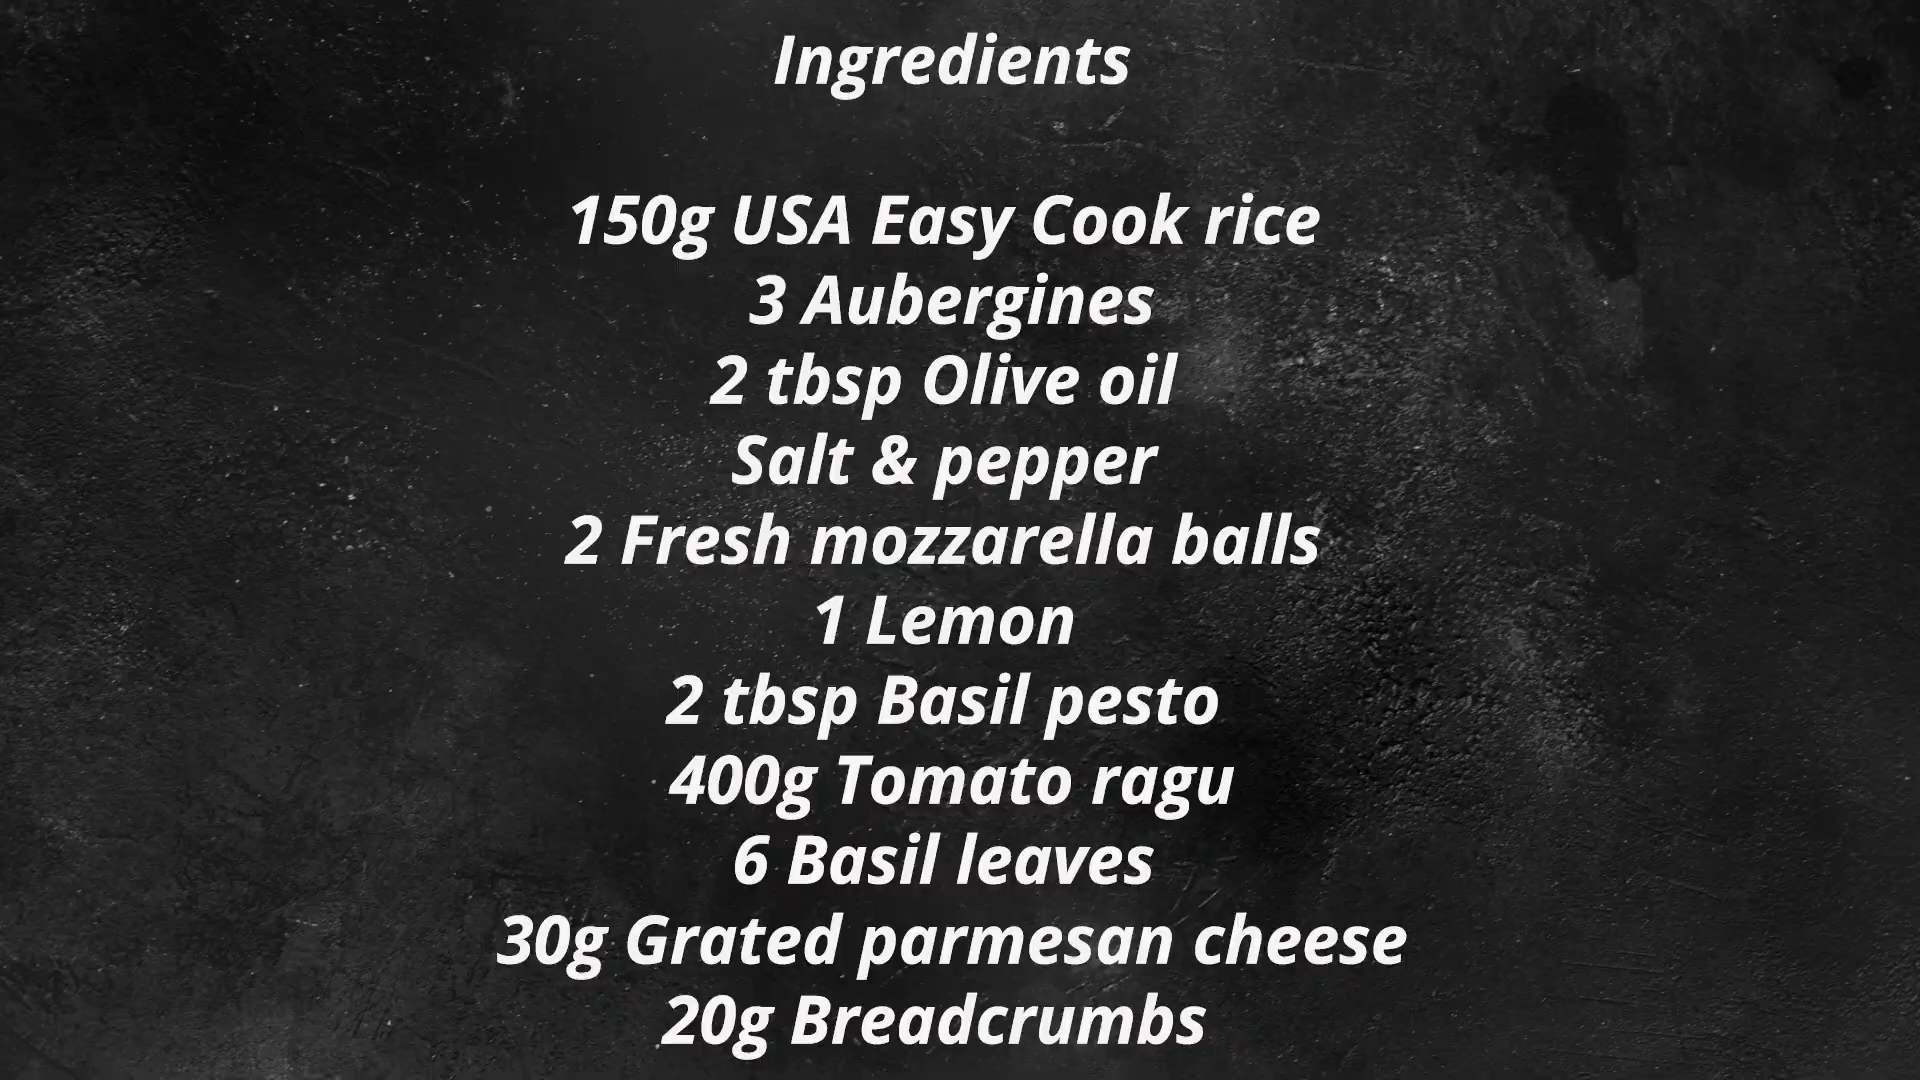 Ingredients
150g USA Easy Cook rice
3 Aubergines
2 tbsp Olive oil
Salt & pepper
2 Fresh mozzarella balls
1 Lemon
2 tbsp Basil pesto
400g Tomato ragu
6 Basil leaves
30g Grated parmesan cheese
20g Breadcrumbs